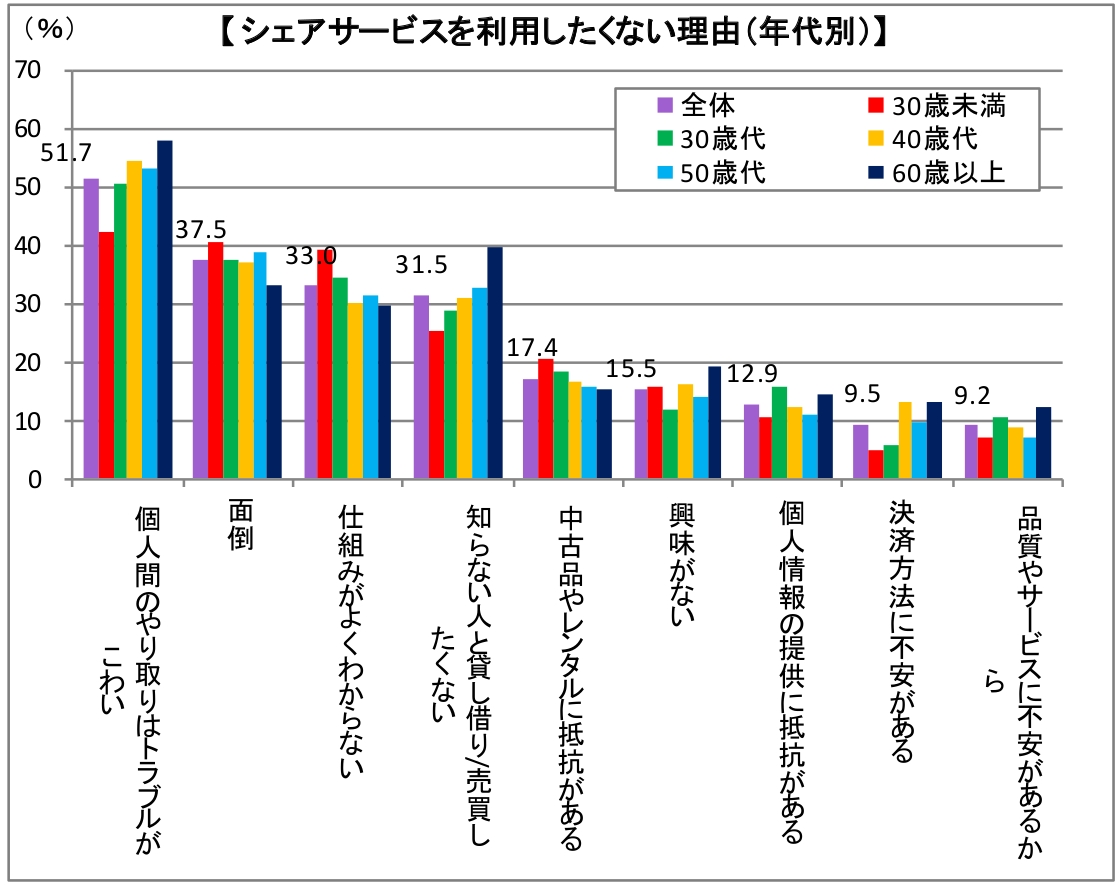 （%）
【シェアサービスを利用したくない理由（年代別）】
70
60
50
40
30
20
10
0
全体
30歳未満
30歳代
40歳代
50歳代
60歳以上
51.7
37.5
33.0
31.5
17.4
15.5
12.9
9.5
9.2
個人間のやり取りはトラブルが
こわい
面倒
仕組みがよくわからない
知らない人と貸し借り/売買し
たくない
中古品やレンタルに抵抗がある
興味がない
個人情報の提供に抵抗がある
決済方法に不安がある
品質やサービスに不安があるか
ら